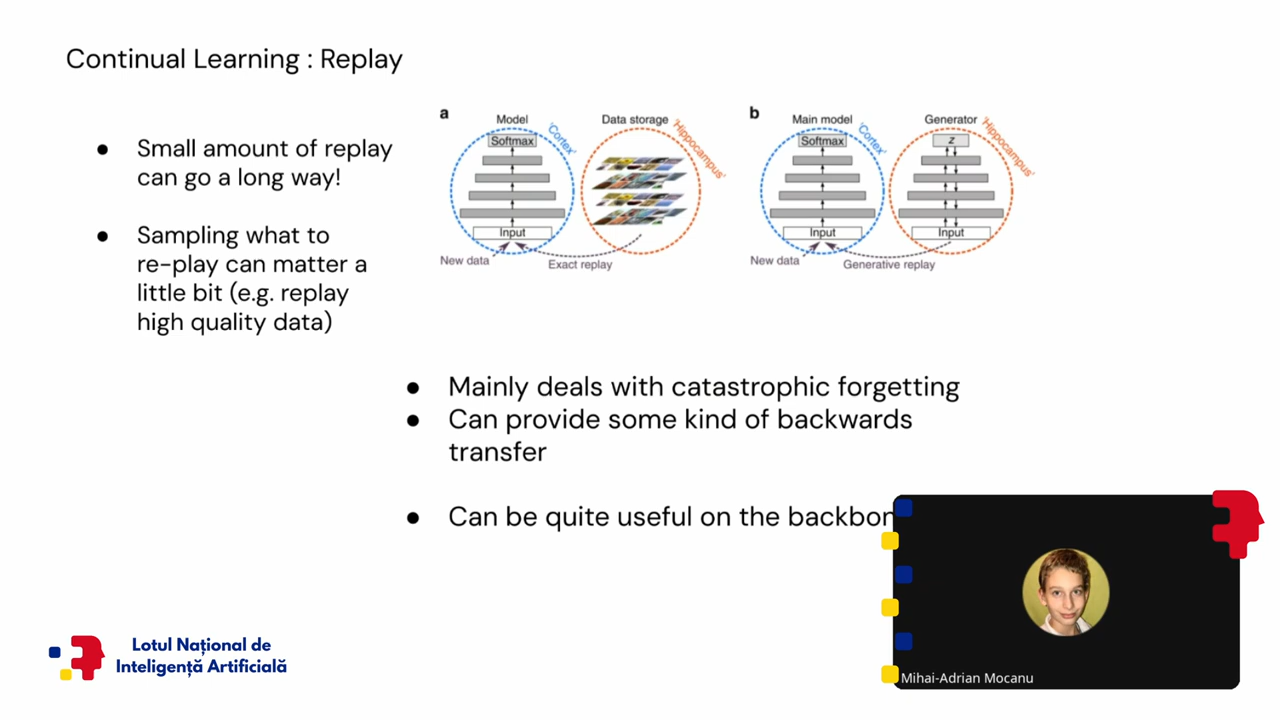 Continual Learning : Replay
● Small amount of replay
can go a long way!
● Sampling what to
re-play can matter a
little bit (e.g. replay
high quality data)
a
Model
'Cortex'
Softmax
Input
New data
Data storage
'Hippocampus'
Exact replay
b
Main model
'Cortex'
Softmax
Input
New data
Generator
'Hippocampus'
z
Input
Generative replay
● Mainly deals with catastrophic forgetting
● Can provide some kind of backwards
transfer
● Can be quite useful on the backbon
Mihai-Adrian Mocanu
Lotul Național de
Inteligență Artificială